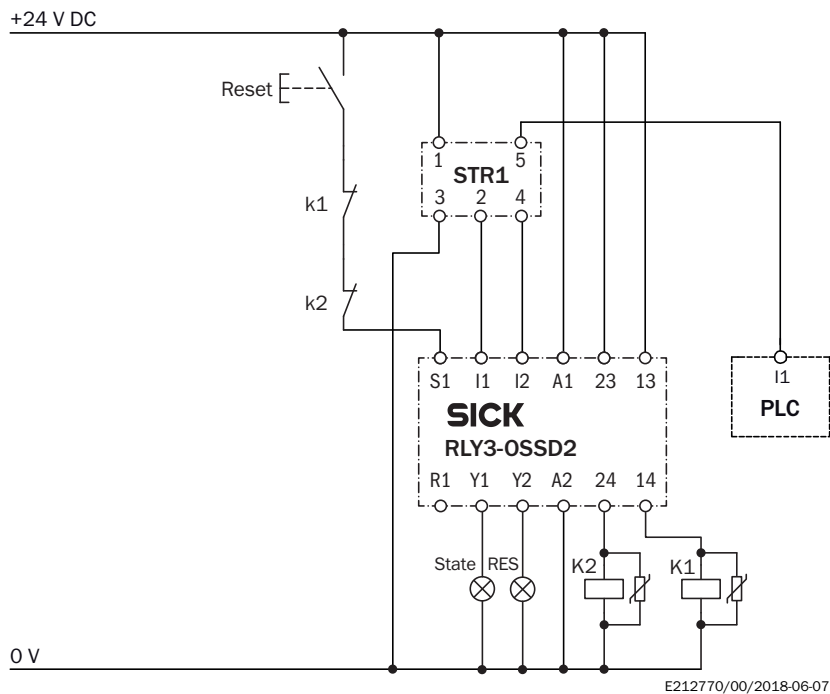 +24 V DC
Reset
1 5
STR1
3 2 4
k1
k2
S1 I1 I2 A1 23 13
SICK
RLY3-OSSD2
R1 Y1 Y2 A2 24 14
I1
PLC
State RES K2 K1
0 V
E212770/00/2018-06-07